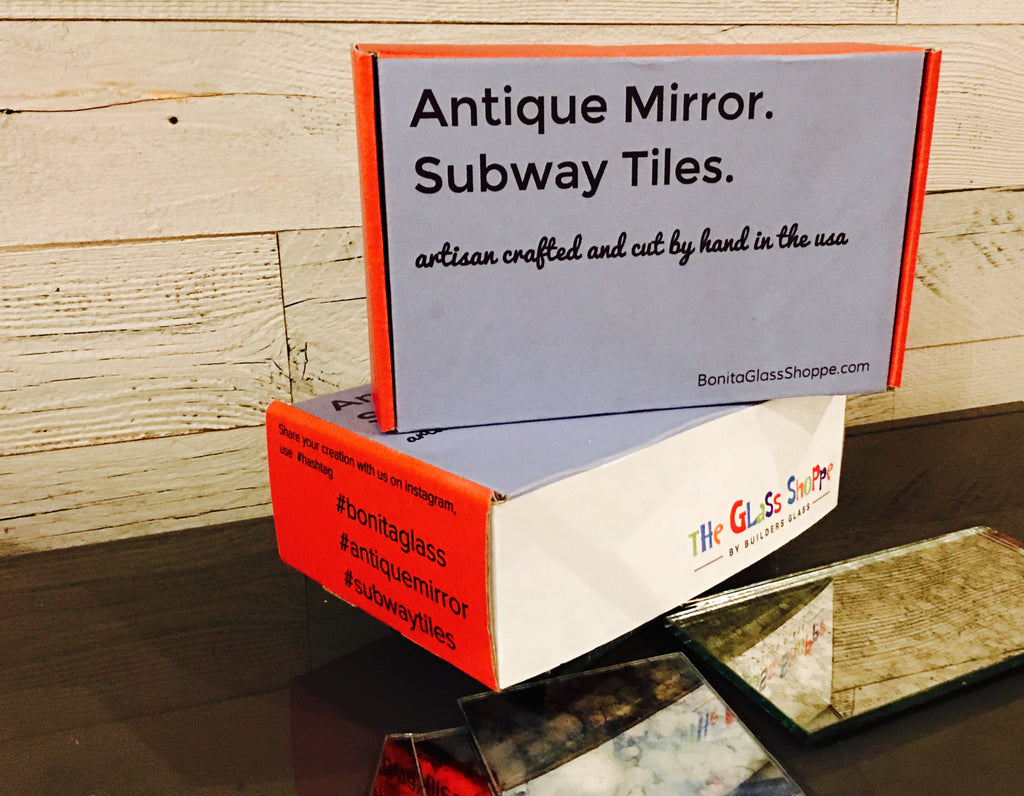 Antique Mirror.
Subway Tiles.
artisan crafted and cut by hand in the usa
BonitaGlassShoppe.com
An
S
Share your creation with us on instagram,
use #hashtag
#bonitaglass
#antiquemirror
#subwaytiles
THe GLaSs SHoPPe
BY BUILDERS GLASS